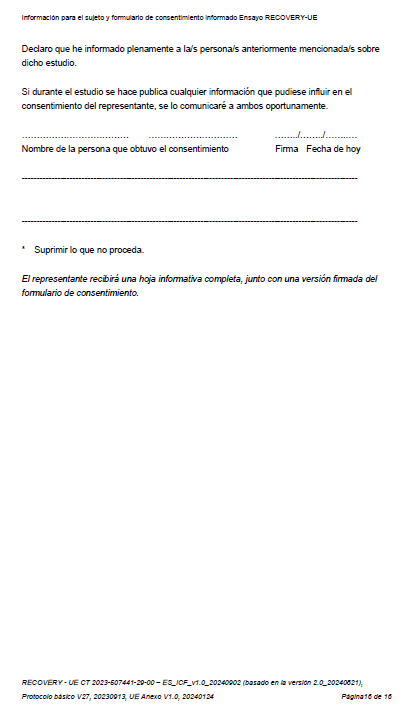 Información para el sujeto y formulario de consentimiento informado Ensayo RECOVERY-UE
Declaro que he informado plenamente a la/s persona/s anteriormente mencionada/s sobre
dicho estudio.
Si durante el estudio se hace publica cualquier información que pudiese influir en el
consentimiento del representante, se lo comunicaré a ambos oportunamente.
..................................... ............................... ......../......../...........
Nombre de la persona que obtuvo el consentimiento Firma Fecha de hoy
-----------------------------------------------------------------------------------------------------------------
-----------------------------------------------------------------------------------------------------------------
* Suprimir lo que no proceda.
El representante recibirá una hoja informativa completa, junto con una versión firmada del
formulario de consentimiento.
RECOVERY - UE CT 2023-507441-29-00 – ES_ICF_v1.0_20240902 (basado en la versión 2.0_20240621),
Protocolo básico V27, 20230913, UE Anexo V1.0, 20240124 Página16 de 16